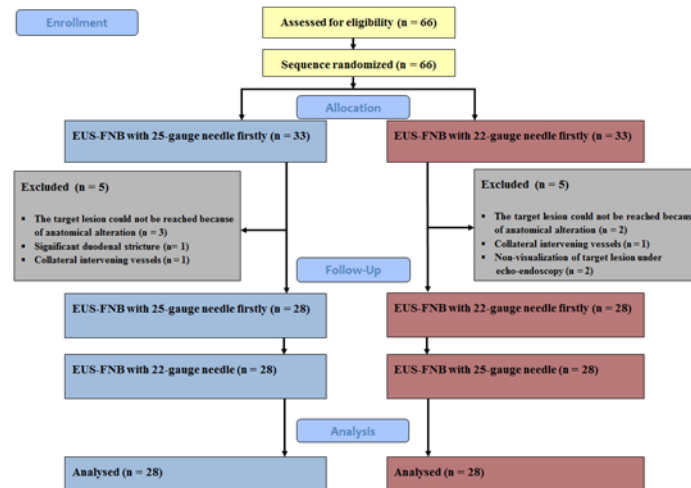 Enrollment
Assessed for eligibility (n = 66)
Sequence randomized (n = 66)
Allocation
EUS-FNB with 25-gauge needle firstly (n = 33)
EUS-FNB with 22-gauge needle firstly (n = 33)
Excluded (n = 5)
▪ The target lesion could not be reached because
of anatomical alteration (n = 3)
▪ Significant duodenal stricture (n= 1)
▪ Collateral intervening vessels (n = 1)
Excluded (n = 5)
▪ The target lesion could not be reached because
of anatomical alteration (n = 2)
▪ Collateral intervening vessels (n = 1)
▪ Non-visualization of target lesion under
echo-endoscopy (n = 2)
Follow-Up
EUS-FNB with 25-gauge needle firstly (n = 28)
EUS-FNB with 22-gauge needle firstly (n = 28)
EUS-FNB with 22-gauge needle (n = 28)
EUS-FNB with 25-gauge needle (n = 28)
Analysis
Analysed (n = 28)
Analysed (n = 28)